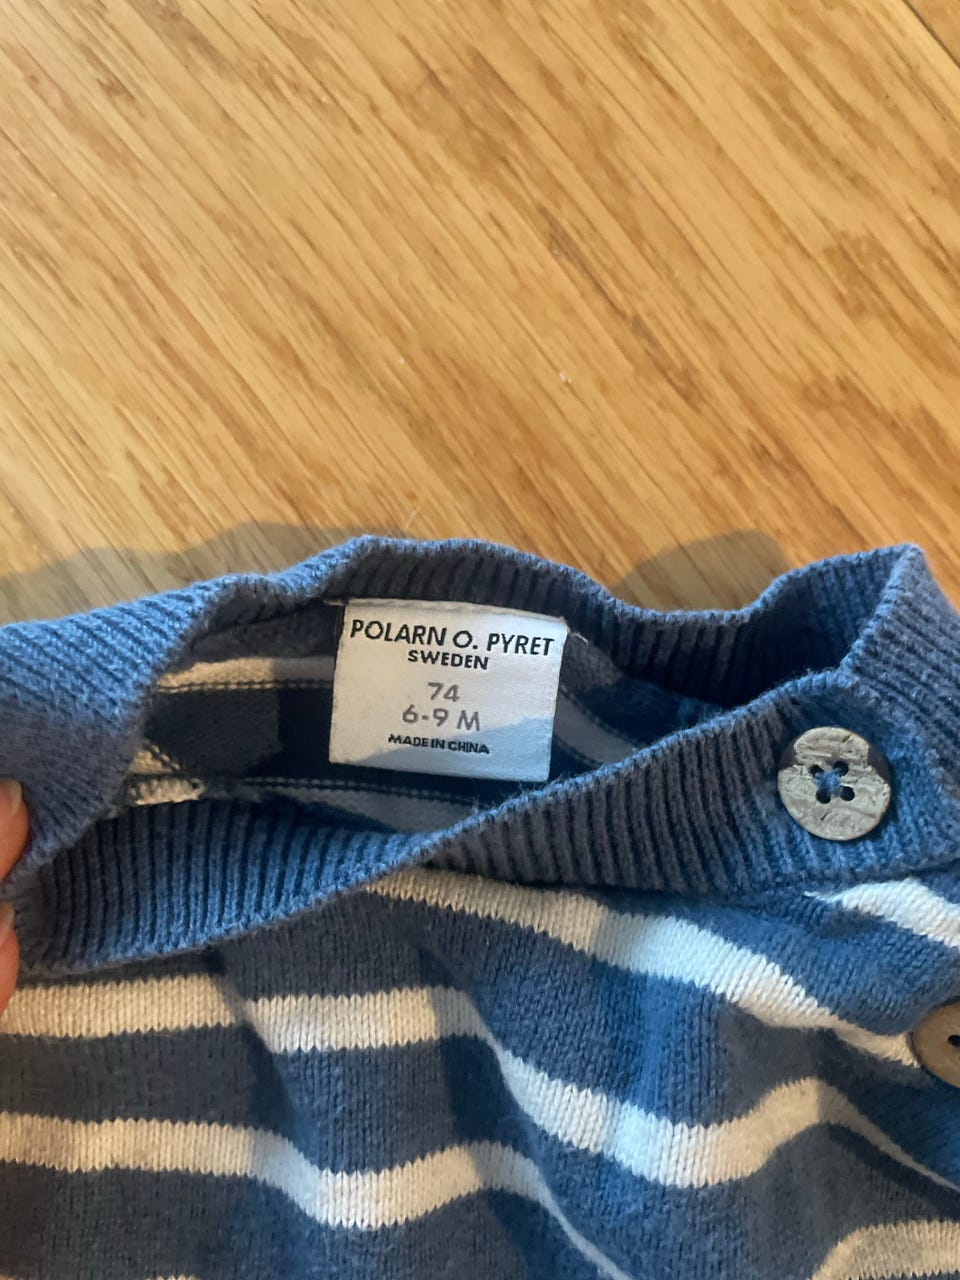 POLARN O. PYRET
SWEDEN
74
6-9 M
MADE IN CHINA